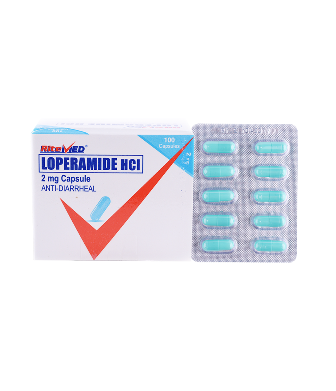 RiteMED®
100
Capsules
LOPERAMIDE HCl
2 mg Capsule
ANTI-DIARRHEAL